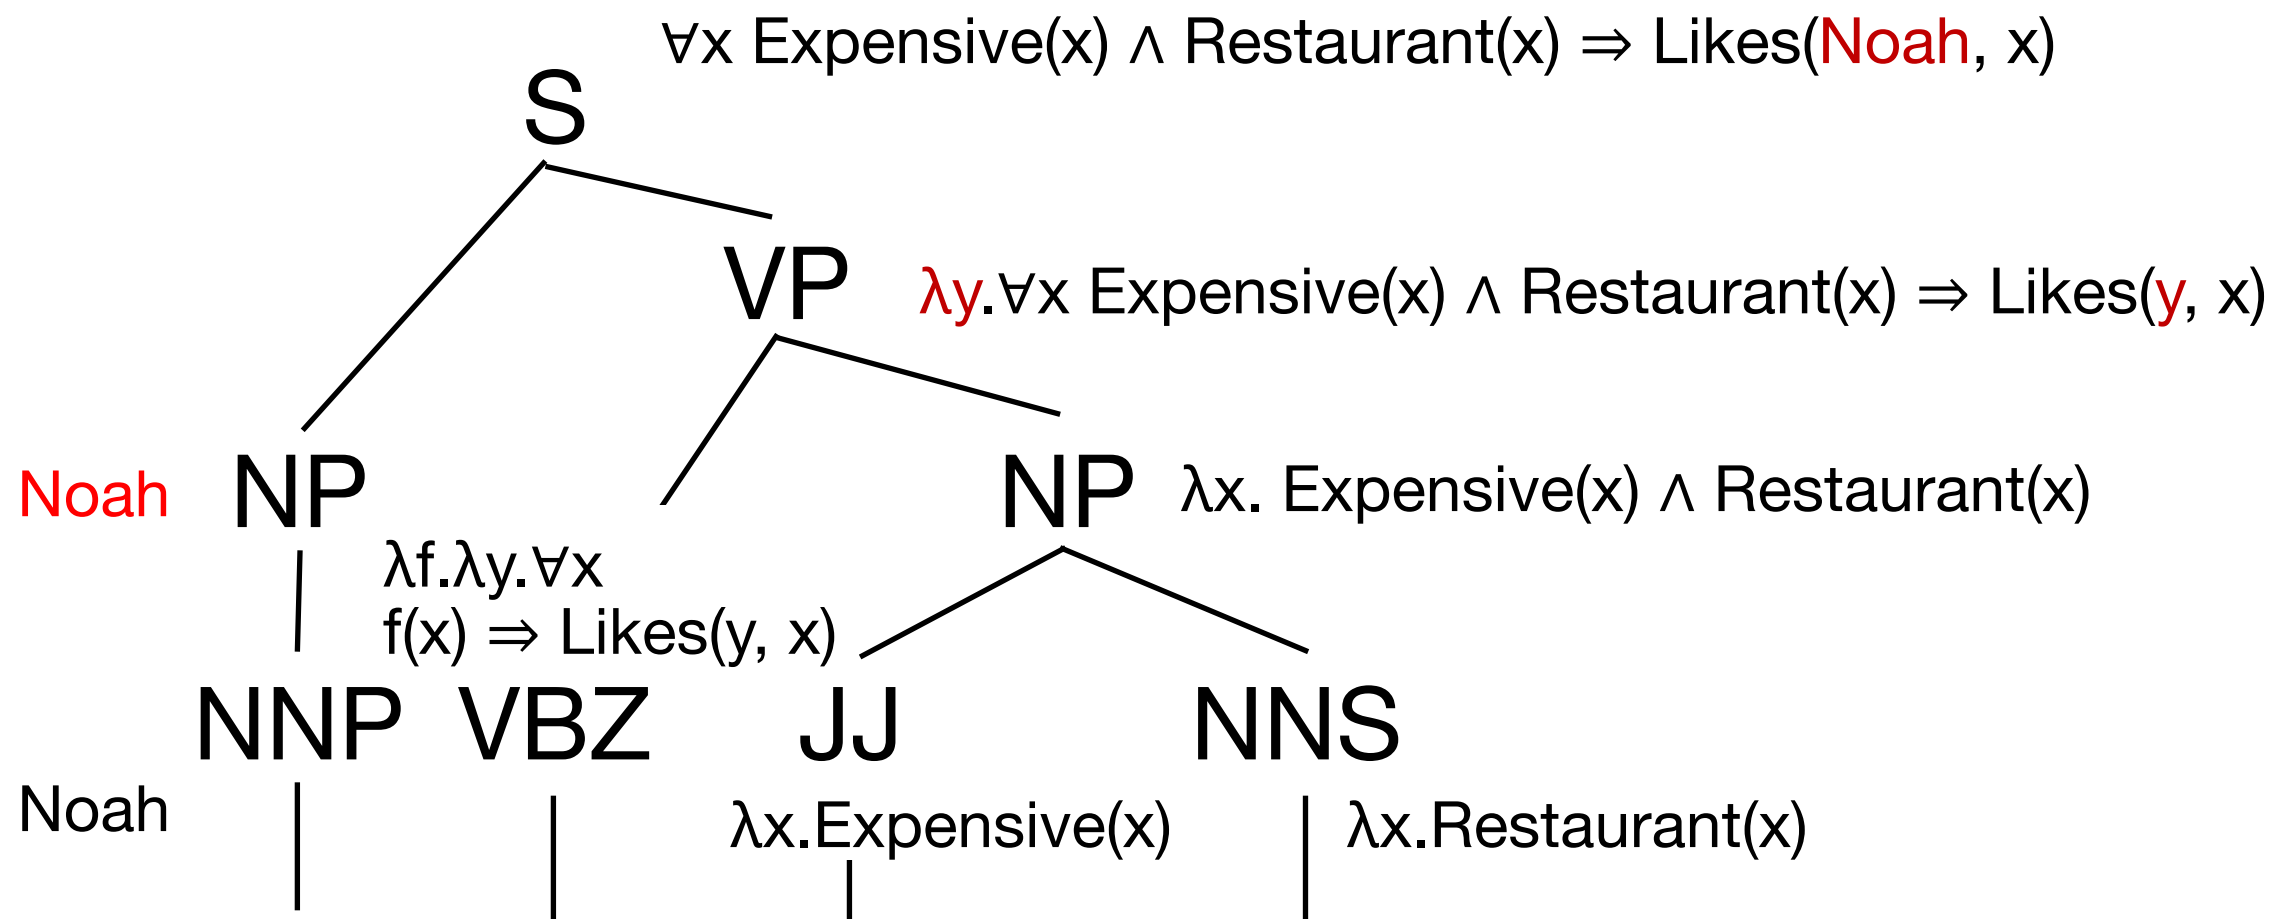 ∀x Expensive(x) ∧ Restaurant(x) ⇒ Likes(Noah, x)
S
VP
λy.∀x Expensive(x) ∧ Restaurant(x) ⇒ Likes(y, x)
Noah
NP
NP
λx. Expensive(x) ∧ Restaurant(x)
λf.λy.∀x
f(x) ⇒ Likes(y, x)
NNP
VBZ
JJ
NNS
Noah
λx.Expensive(x)
λx.Restaurant(x)